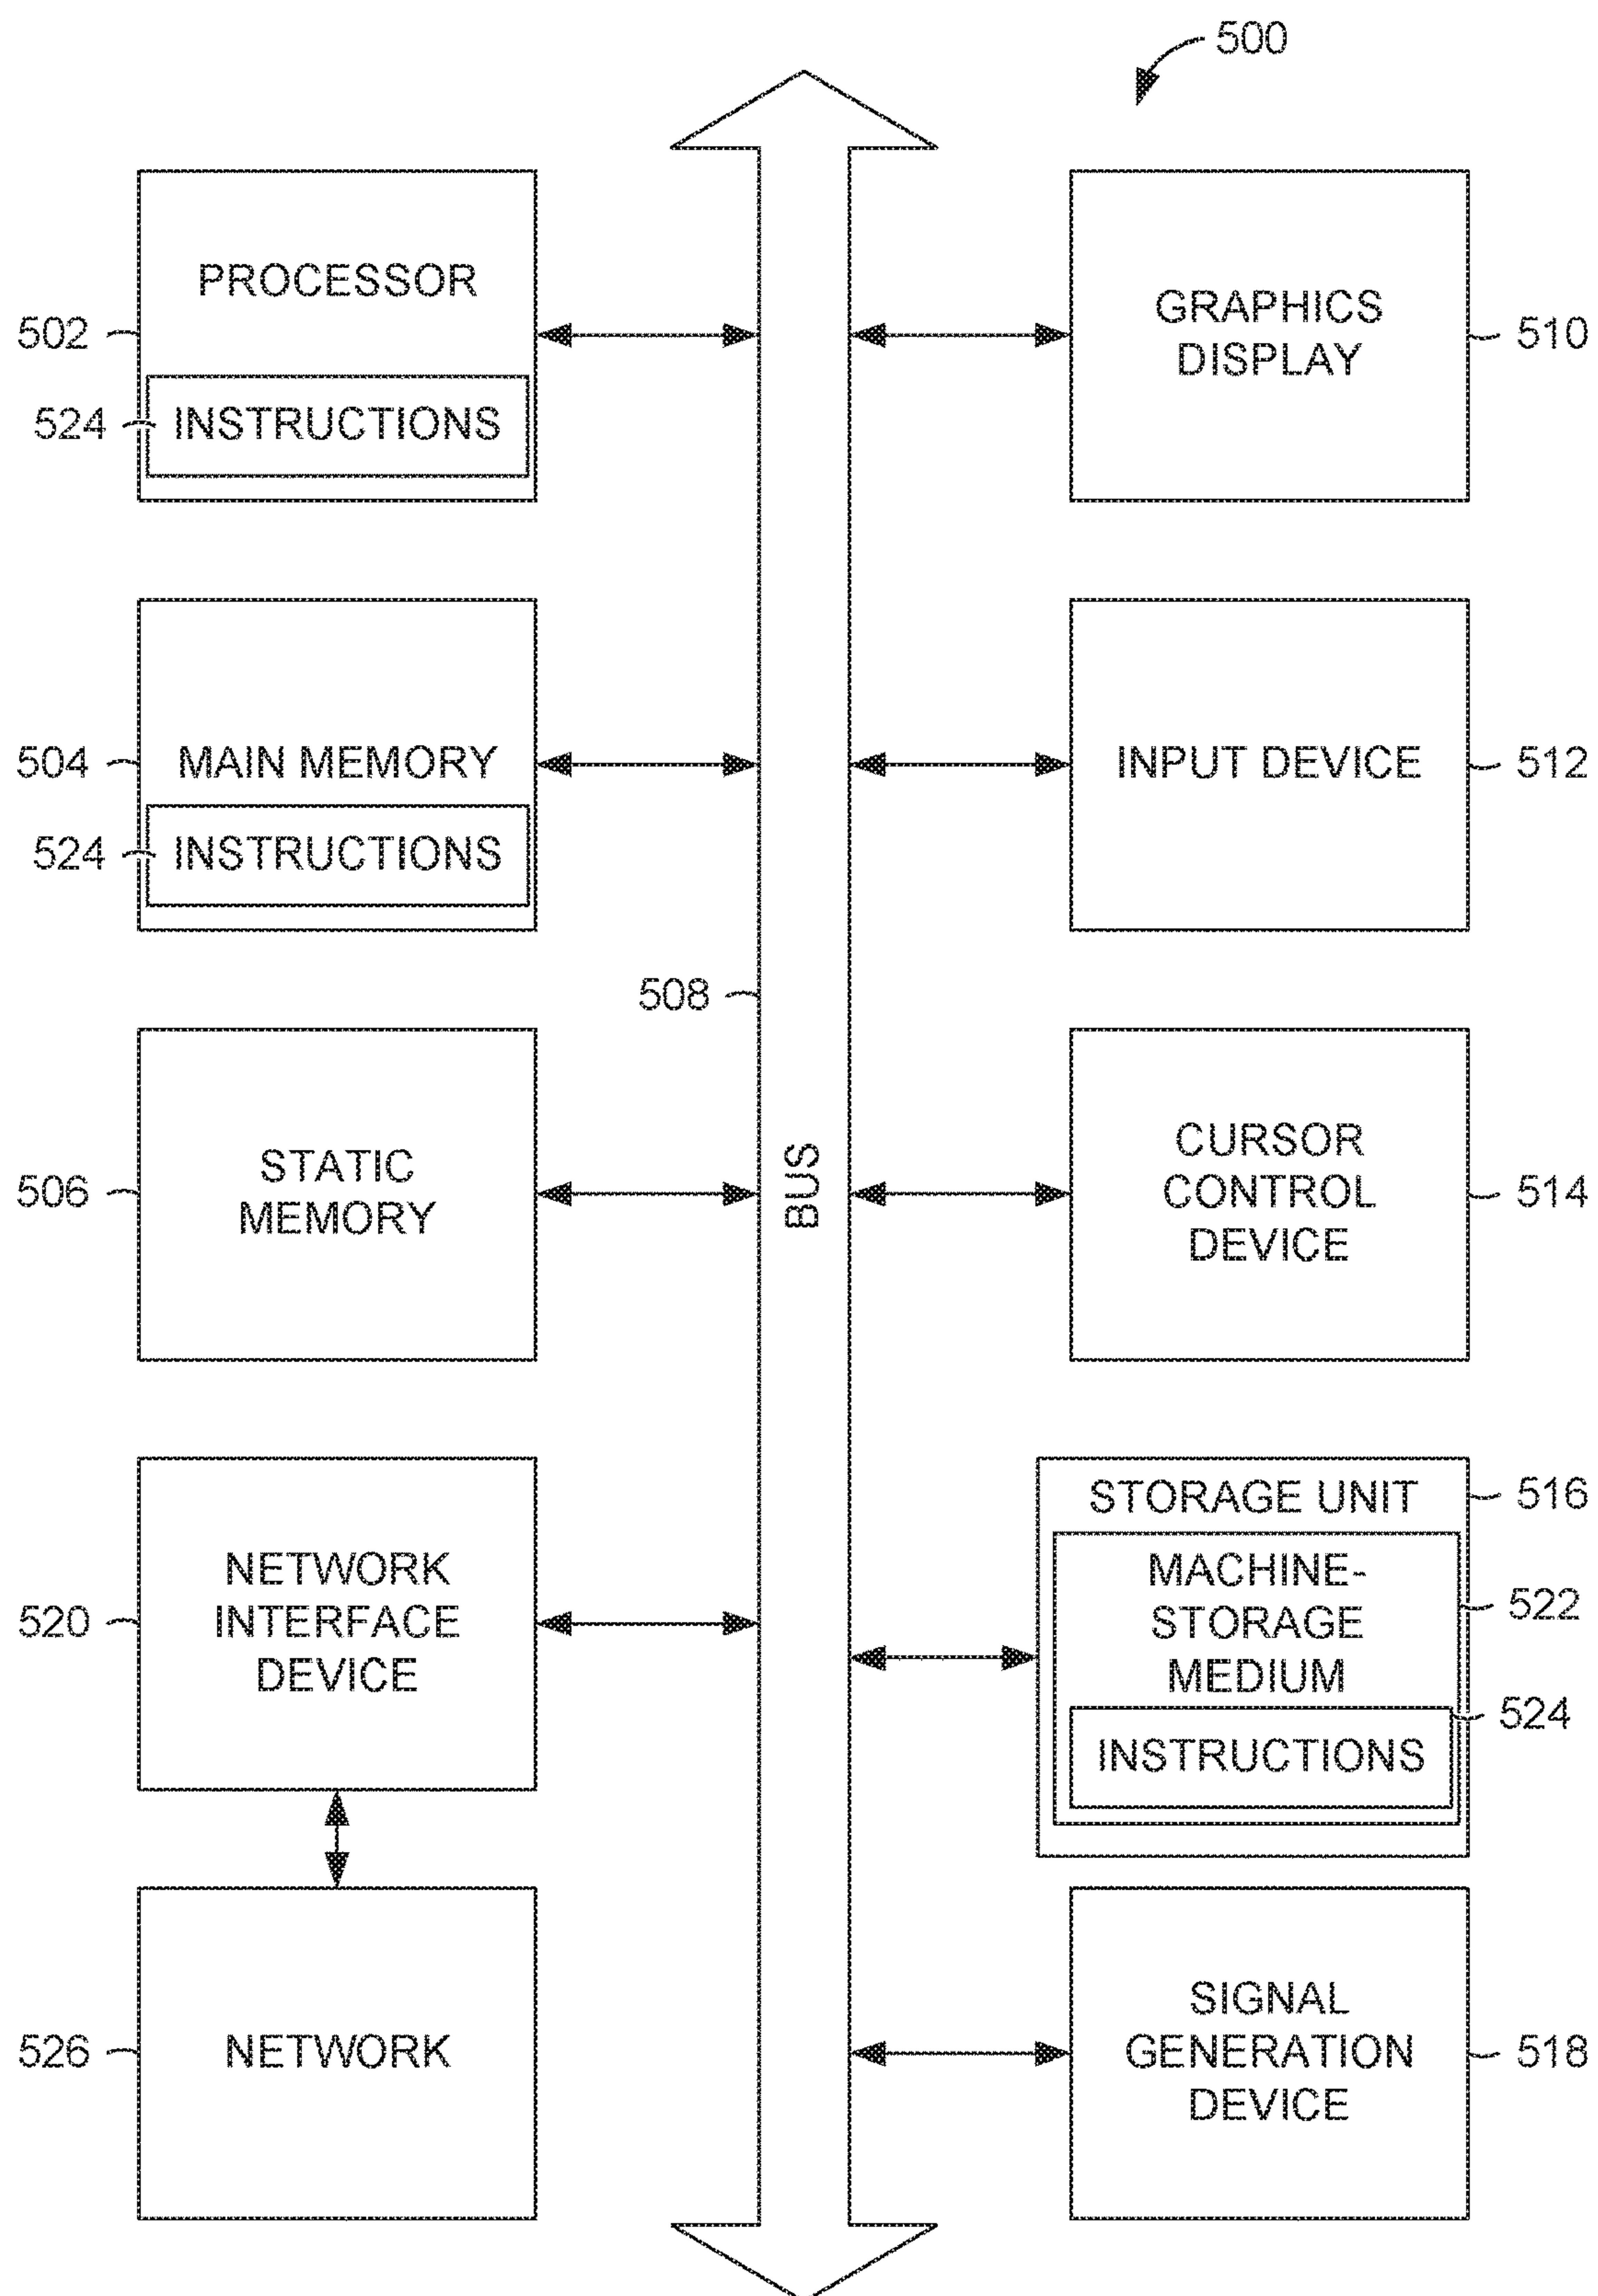 500
PROCESSOR
502
524
INSTRUCTIONS
GRAPHICS
DISPLAY
510
504
MAIN MEMORY
524
INSTRUCTIONS
INPUT DEVICE
512
508
BUS
506
STATIC
MEMORY
CURSOR
CONTROL
DEVICE
514
520
NETWORK
INTERFACE
DEVICE
STORAGE UNIT
516
MACHINE-
STORAGE
MEDIUM
522
524
INSTRUCTIONS
526
NETWORK
SIGNAL
GENERATION
DEVICE
518